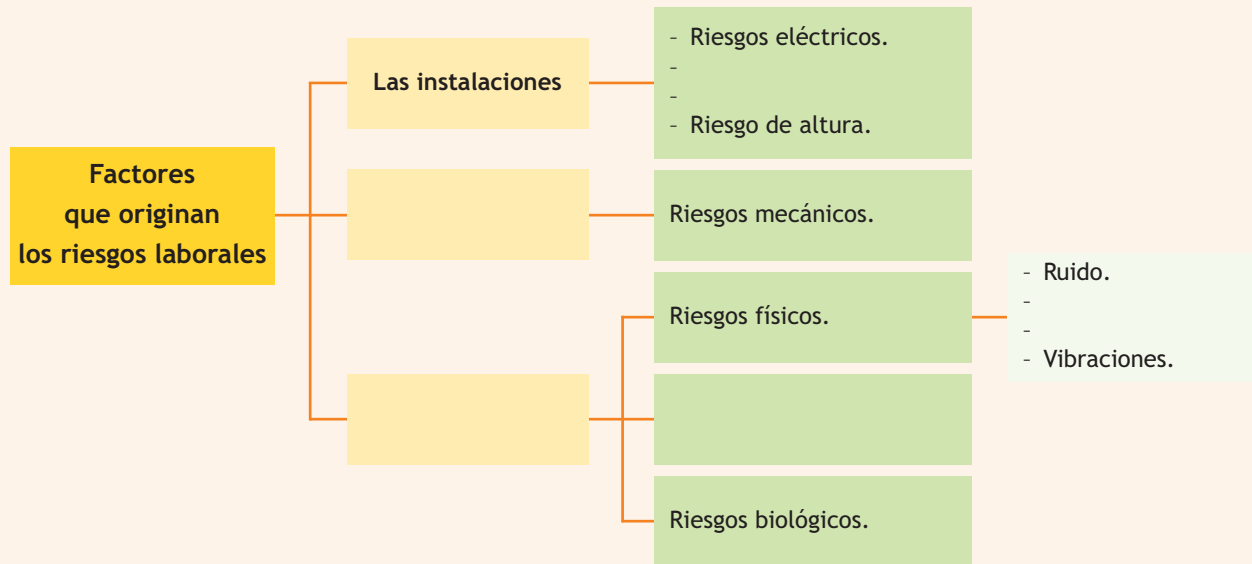 Factores
que originan
los riesgos laborales
Las instalaciones
- Riesgos eléctricos.
-
-
- Riesgo de altura.
Riesgos mecánicos.
Riesgos físicos.
- Ruido.
-
-
- Vibraciones.
Riesgos biológicos.